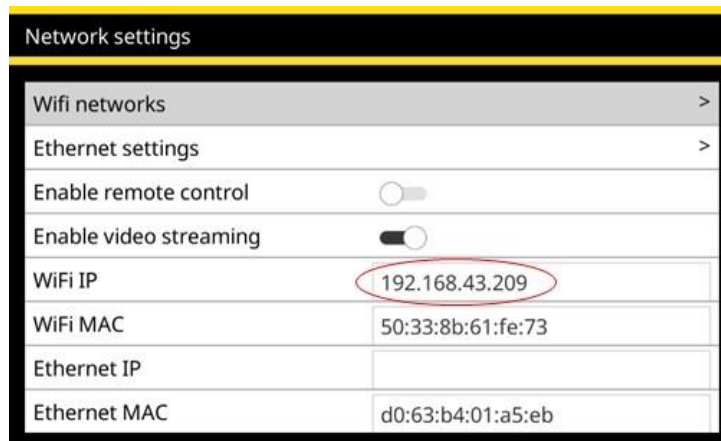 Network settings
Wifi networks >
Ethernet settings >
Enable remote control
Enable video streaming
WiFi IP 192.168.43.209
WiFi MAC 50:33:8b:61:fe:73
Ethernet IP
Ethernet MAC d0:63:b4:01:a5:eb